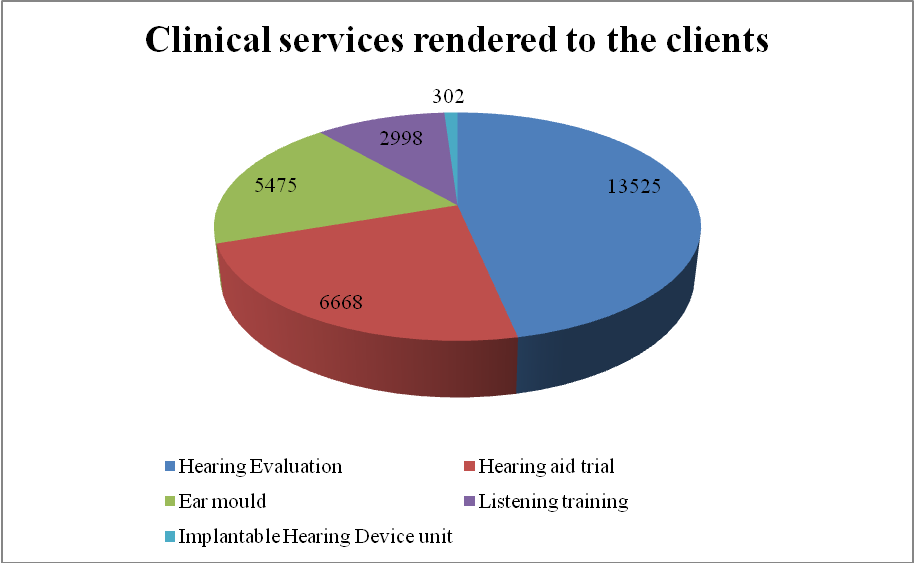 Clinical services rendered to the clients
302
2998
13525
5475
6668
Hearing Evaluation
Hearing aid trial
Ear mould
Listening training
Implantable Hearing Device unit